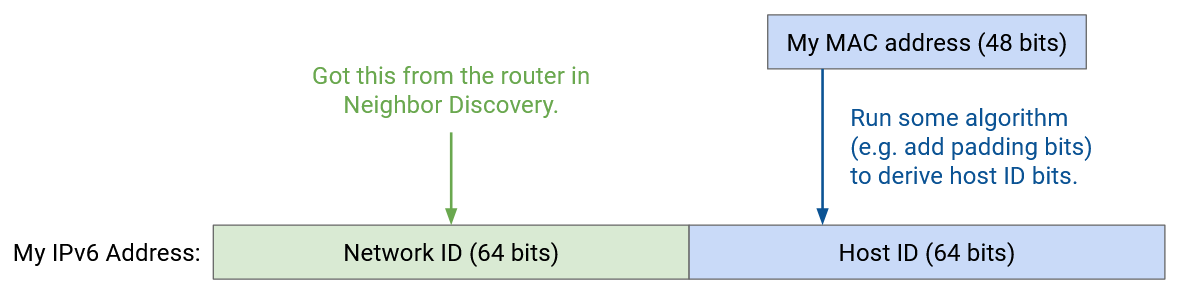 My MAC address (48 bits)
Got this from the router in
Neighbor Discovery.
Run some algorithm
(e.g. add padding bits)
to derive host ID bits.
My IPv6 Address:
Network ID (64 bits)
Host ID (64 bits)